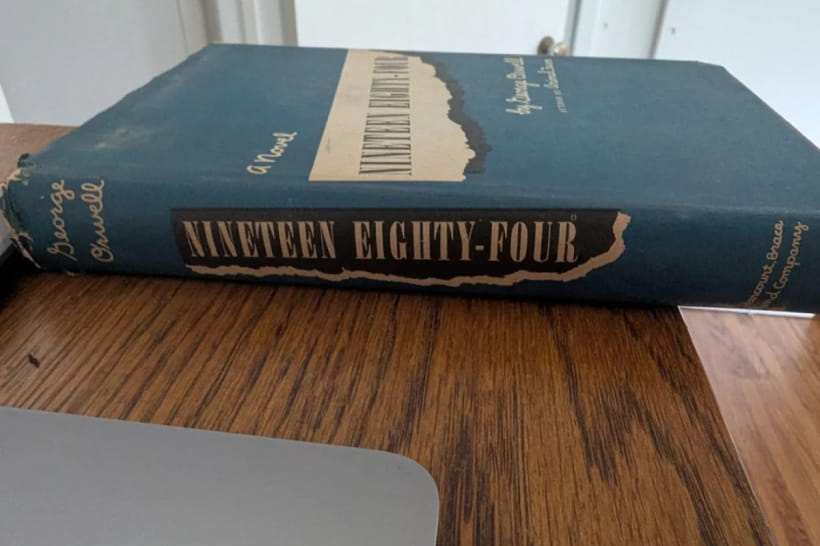 NINETEEN EIGHTY-FOUR
a Novel
by George Orwell
George
Orwell
NINETEEN EIGHTY-FOUR
Harcourt, Brace
and Company